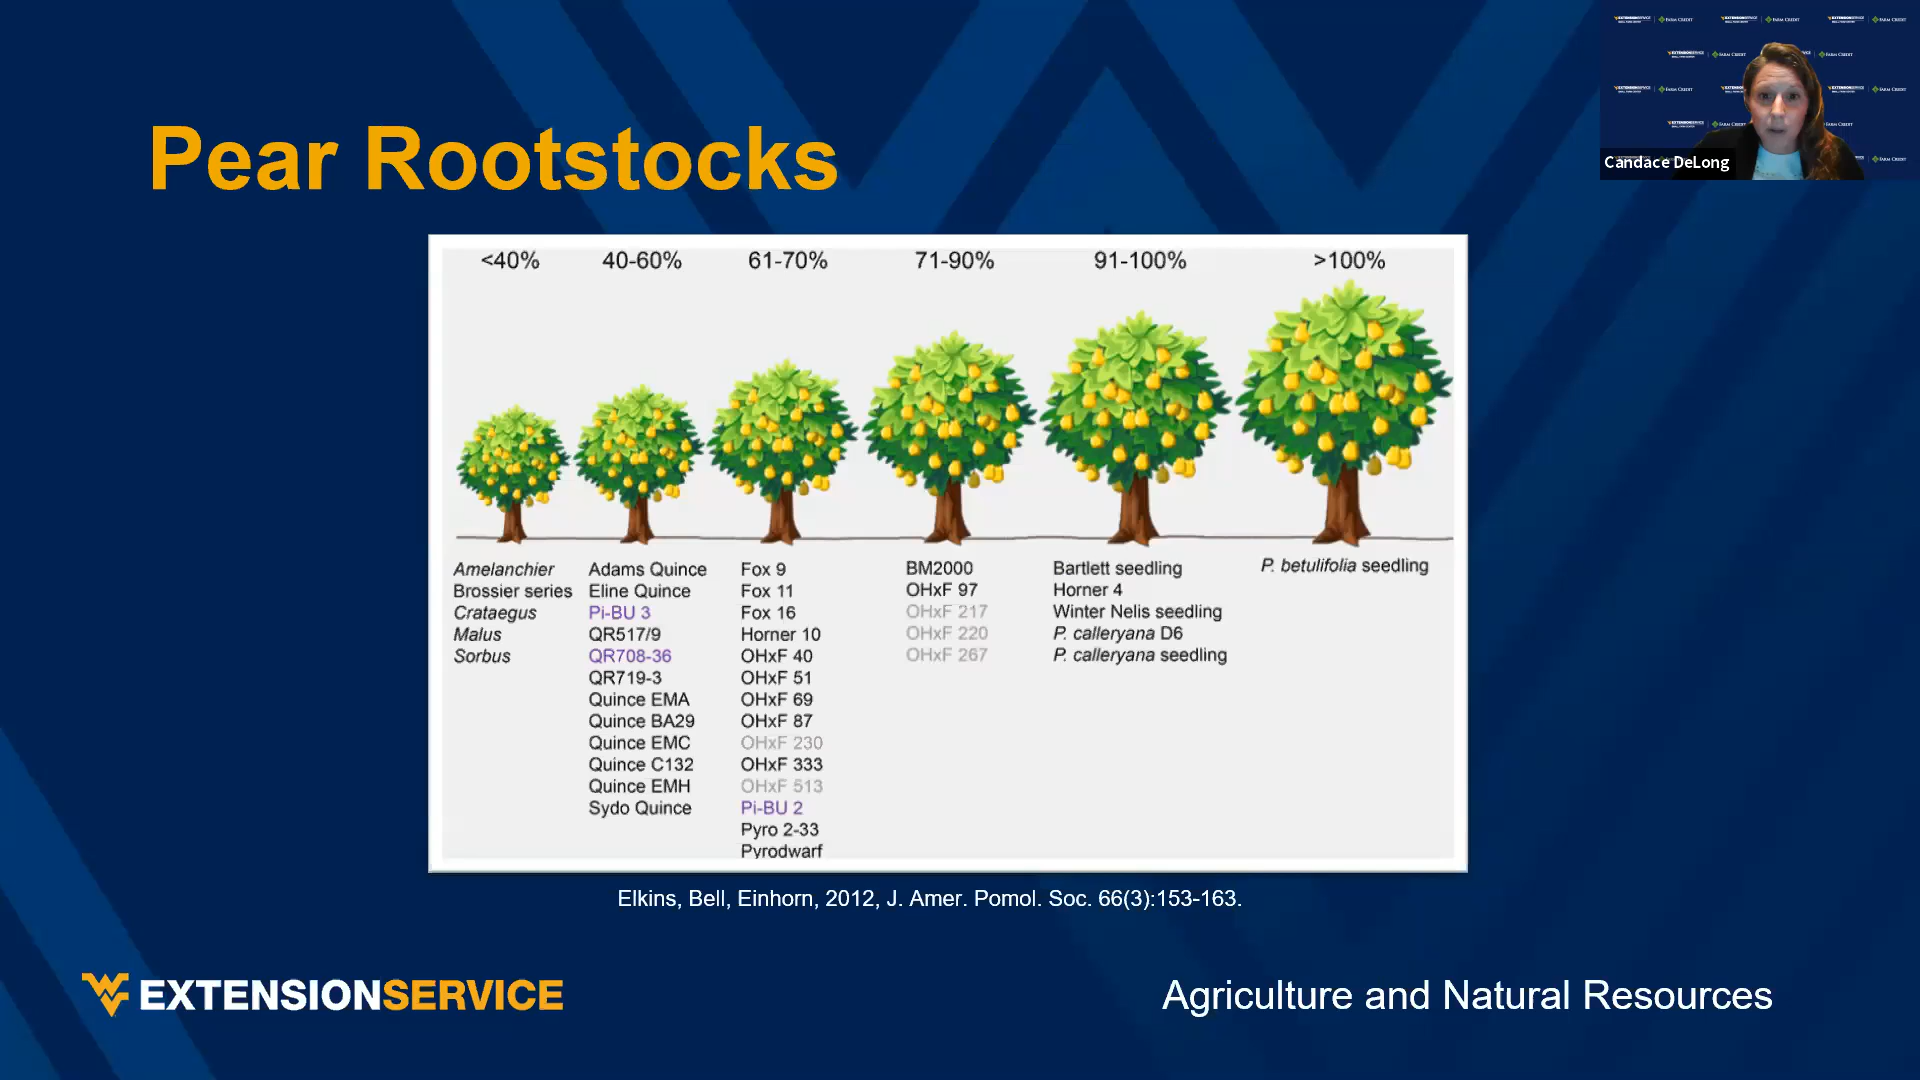 Pear Rootstocks
Candace DeLong
<40% 40-60% 61-70% 71-90% 91-100% >100%
Amelanchier
Brossier series
Crataegus
Malus
Sorbus
Adams Quince
Eline Quince
Pi-BU 3
QR517/9
QR708-36
QR719-3
Quince EMA
Quince BA29
Quince EMC
Quince C132
Quince EMH
Sydo Quince
Fox 9
Fox 11
Fox 16
Horner 10
OHxF 40
OHxF 51
OHxF 69
OHxF 87
OHxF 230
OHxF 333
OHxF 513
Pi-BU 2
Pyro 2-33
Pyrodwarf
BM2000
OHxF 97
OHxF 217
OHxF 220
OHxF 267
Bartlett seedling
Horner 4
Winter Nelis seedling
P. calleryana D6
P. calleryana seedling
P. betulifolia seedling
Elkins, Bell, Einhorn, 2012, J. Amer. Pomol. Soc. 66(3):153-163.
EXTENSIONSERVICE
Agriculture and Natural Resources